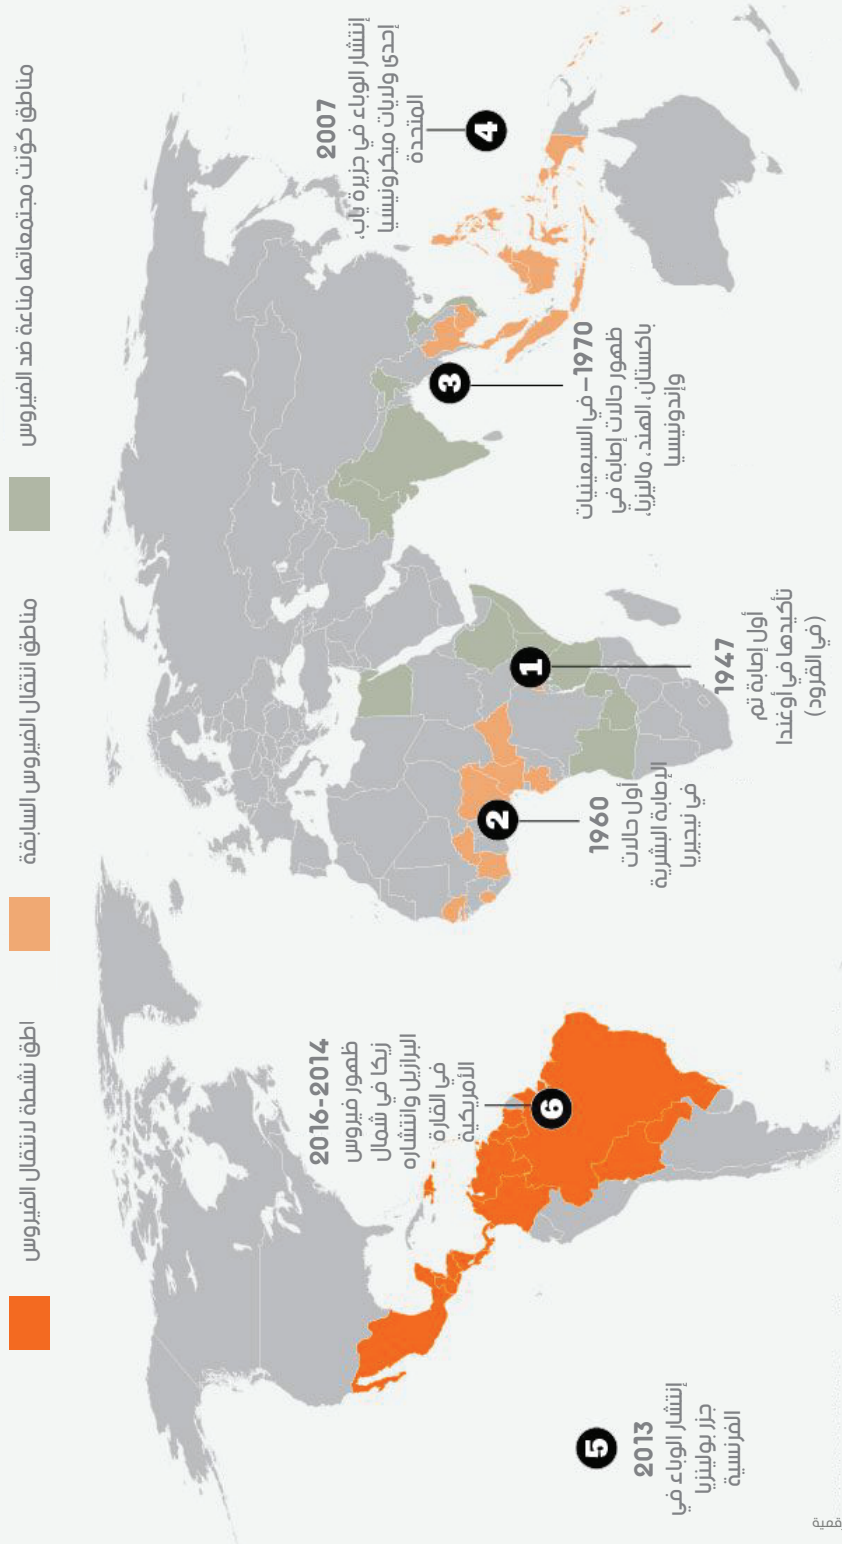 مناطق كوّنت مجتمعاتها مناعة ضد الفيروس
مناطق انتقال الفيروس السابقة
اطق نشطة لانتقال الفيروس
1
1947
أول إصابة تم
تأكيدها في أوغندا
(في القرود)
2
1960
أول حالات
الإصابة البشرية
في نيجيريا
3
1970– في السبعينيات
ظهور حالات إصابة في
باكستان، الهند، ماليزيا،
وإندونيسيا
4
2007
إنتشار الوباء في جزيرة ياب،
إحدى ولايات ميكرونيسيا
المتحدة
5
2013
إنتشار الوباء في
جزر بولينزيا
الفرنسية
6
2016-2014
ظهور فيروس
زيكا في شمال
البرازيل وانتشاره
في القارة
الأمريكية
رقمية